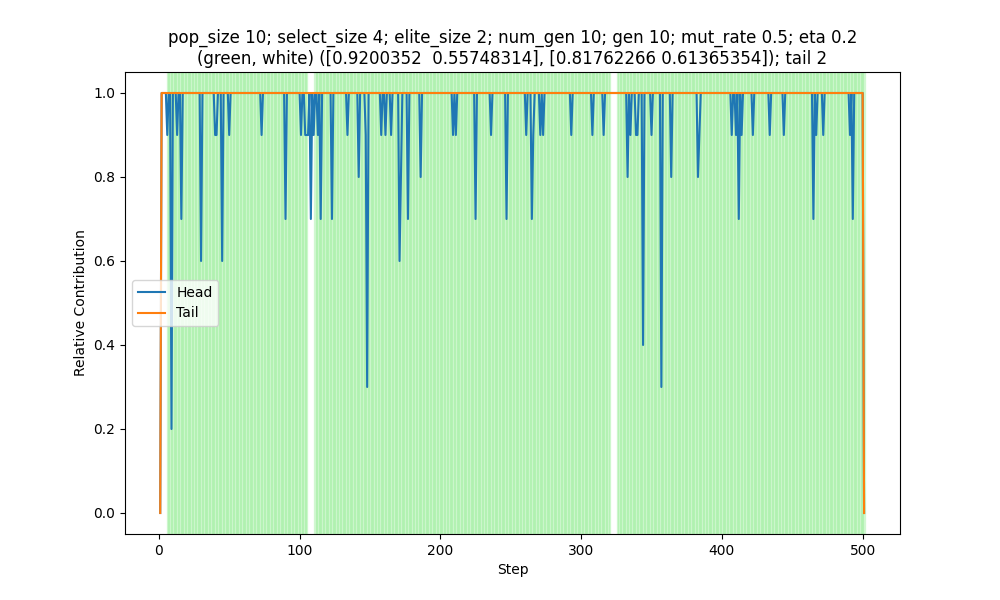 pop_size 10; select_size 4; elite_size 2; num_gen 10; gen 10; mut_rate 0.5; eta 0.2
(green, white) ([0.9200352  0.55748314], [0.81762266 0.61365354]); tail 2
1.0
0.8
0.6
0.4
0.2
0.0
Relative Contribution
Head
Tail
0 100 200 300 400 500
Step